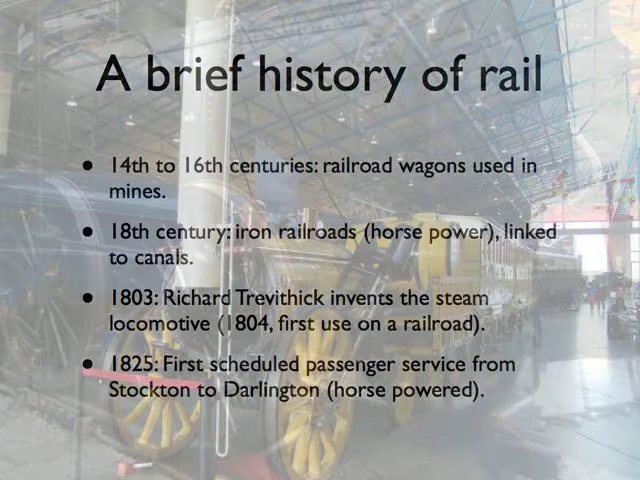 A brief history of rail
• 14th to 16th centuries: railroad wagons used in
mines.
• 18th century: iron railroads (horse power), linked
to canals.
• 1803: Richard Trevithick invents the steam
locomotive (1804, first use on a railroad).
• 1825: First scheduled passenger service from
Stockton to Darlington (horse powered).